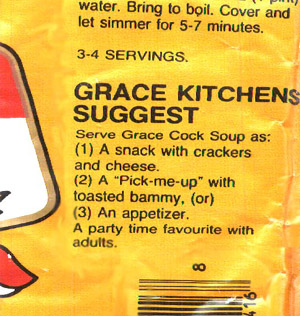 water. Bring to boil. Cover and
let simmer for 5-7 minutes.
3-4 SERVINGS.
GRACE KITCHENS
SUGGEST
Serve Grace Cock Soup as:
(1) A snack with crackers
and cheese.
(2) A "Pick-me-up" with
toasted bammy, (or)
(3) An appetizer.
A party time favourite with
adults.
8
416